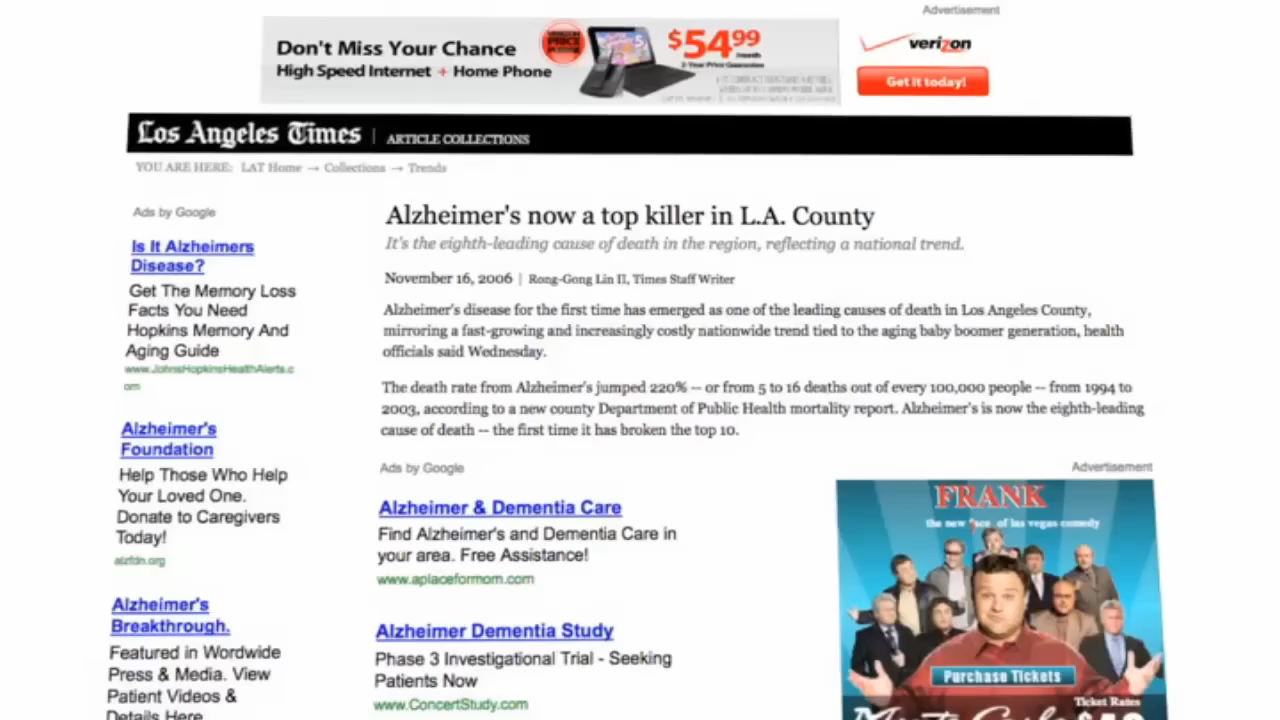 Advertisement
Don't Miss Your Chance
High Speed Internet + Home Phone
$54.99
verizon
Get it today!
Los Angeles Times | ARTICLE COLLECTIONS
YOU ARE HERE: LAT Home → Collections → Trends
Ads by Google
Is It Alzheimers
Disease?
Get The Memory Loss
Facts You Need
Hopkins Memory And
Aging Guide
www.JohnsHopkinsHealthAlerts.c
om
Alzheimer's
Foundation
Help Those Who Help
Your Loved One.
Donate to Caregivers
Today!
alzfdn.org
Alzheimer's
Breakthrough.
Featured in Wordwide
Press & Media. View
Patient Videos &
Details Here
Alzheimer's now a top killer in L.A. County
It's the eighth-leading cause of death in the region, reflecting a national trend.
November 16, 2006 | Rong-Gong Lin II, Times Staff Writer
Alzheimer's disease for the first time has emerged as one of the leading causes of death in Los Angeles County,
mirroring a fast-growing and increasingly costly nationwide trend tied to the aging baby boomer generation, health
officials said Wednesday.
The death rate from Alzheimer's jumped 220% -- or from 5 to 16 deaths out of every 100,000 people -- from 1994 to
2003, according to a new county Department of Public Health mortality report. Alzheimer's is now the eighth-leading
cause of death -- the first time it has broken the top 10.
Ads by Google
Alzheimer & Dementia Care
Find Alzheimer's and Dementia Care in
your area. Free Assistance!
www.aplaceformom.com
Alzheimer Dementia Study
Phase 3 Investigational Trial - Seeking
Patients Now
www.ConcertStudy.com
Advertisement
FRANK
the new face of las vegas comedy
Purchase Tickets
Ticket Rates